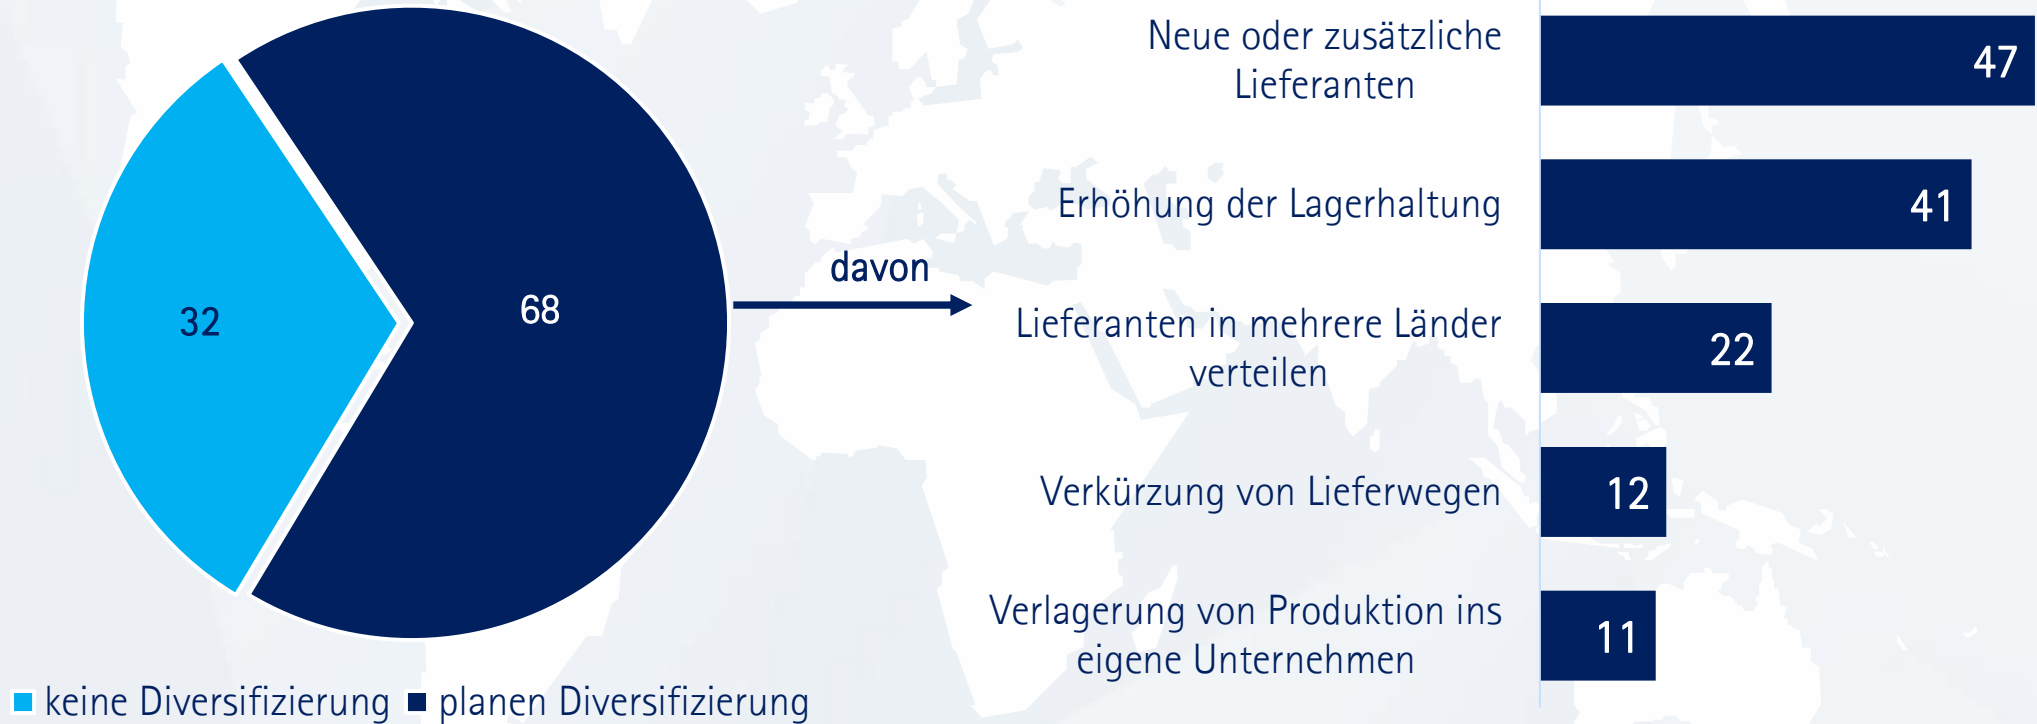 32
68
keine Diversifizierung planen Diversifizierung
davon
Neue oder zusätzliche
Lieferanten
47
Erhöhung der Lagerhaltung
41
Lieferanten in mehrere Länder
verteilen
22
Verkürzung von Lieferwegen
12
Verlagerung von Produktion ins
eigene Unternehmen
11